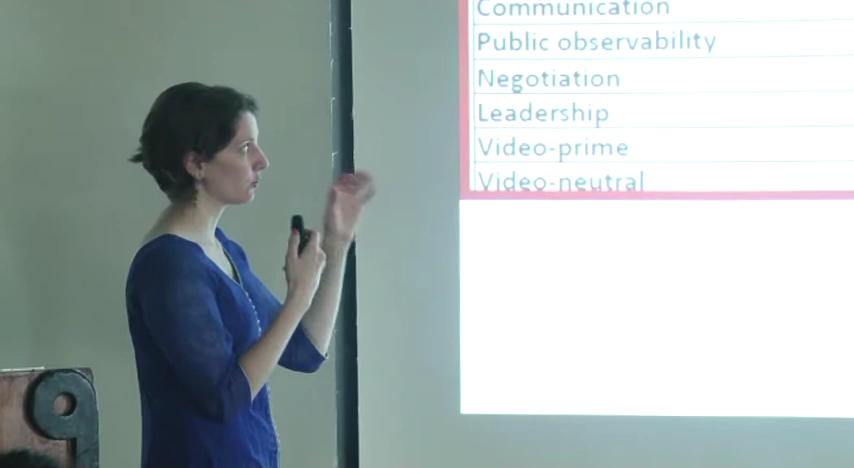 Communication
Public observability
Negotiation
Leadership
Video-prime
Video-neutral